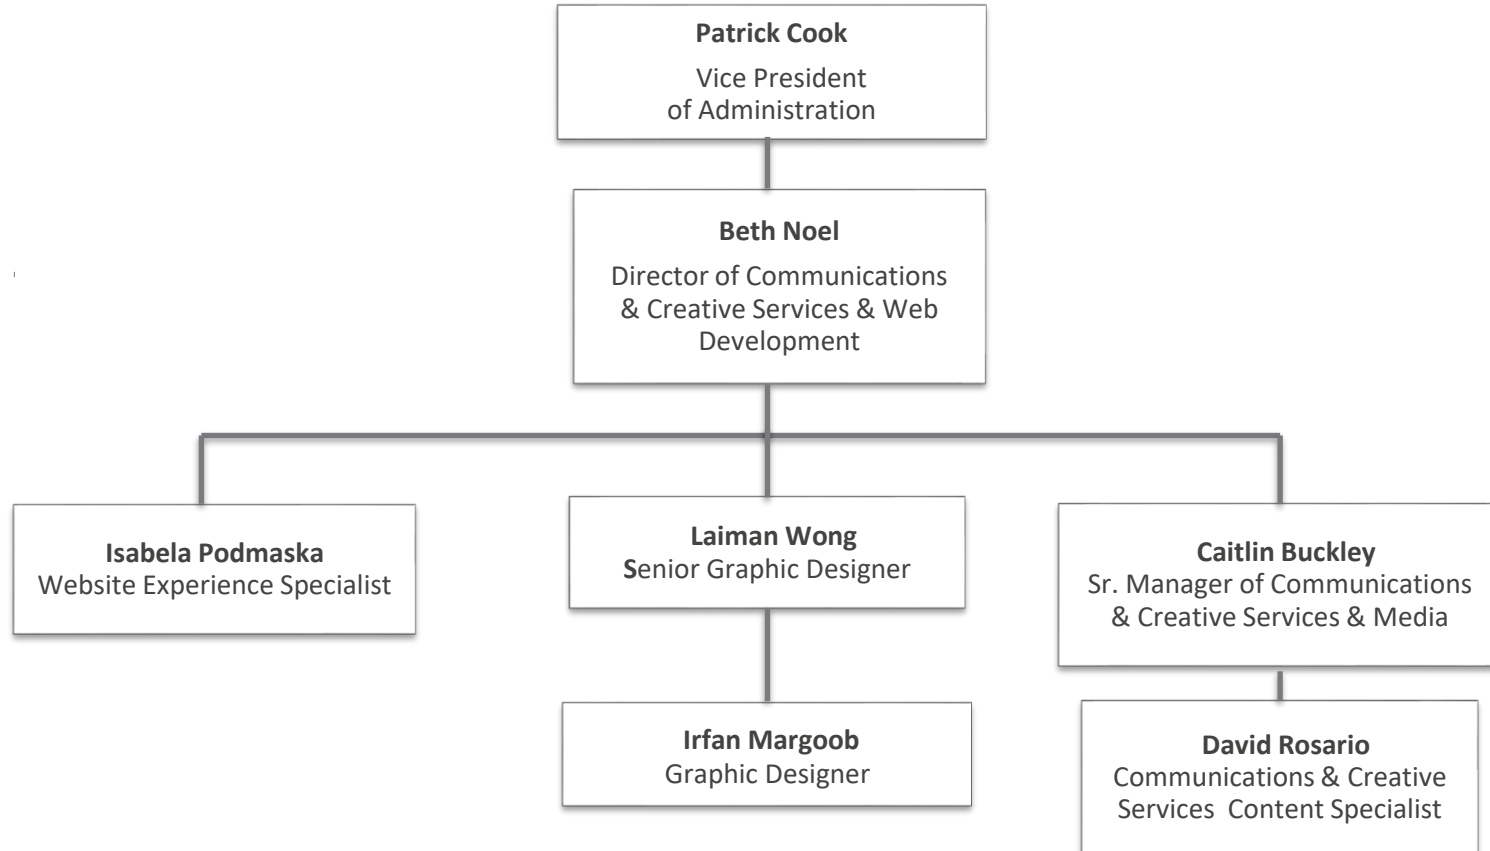 Patrick Cook
Vice President
of Administration
Beth Noel
Director of Communications
& Creative Services & Web
Development
Isabela Podmaska
Website Experience Specialist
Laiman Wong
Senior Graphic Designer
Caitlin Buckley
Sr. Manager of Communications
& Creative Services & Media
Irfan Margoob
Graphic Designer
David Rosario
Communications & Creative
Services  Content Specialist